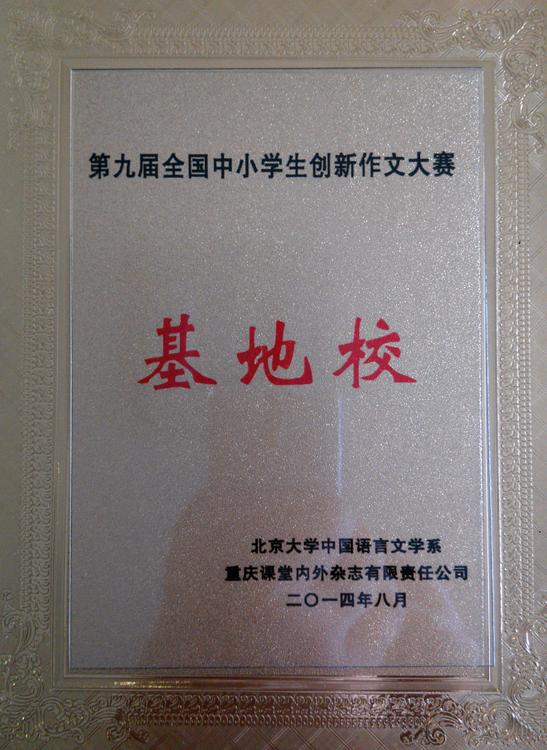 第九届全国中小学生创新作文大赛
基地校
北京大学中国语言文学系
重庆课堂内外杂志有限责任公司
二〇一四年八月